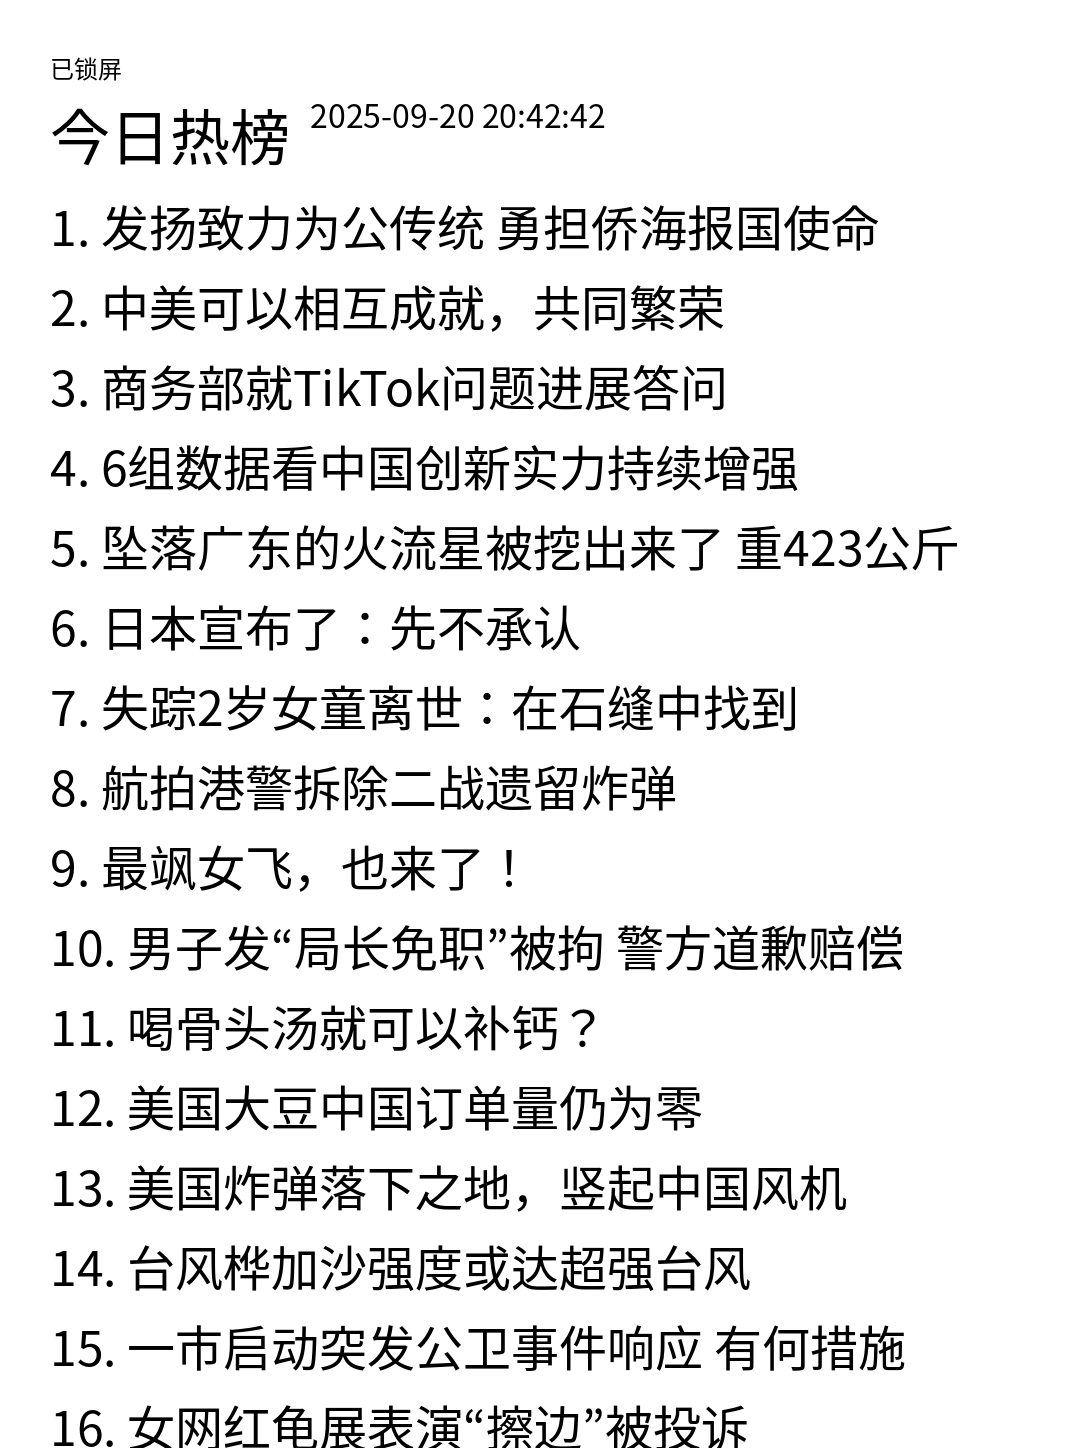 已锁屏
今日热榜 2025-09-20 20:42:42
1. 发扬致力为公传统 勇担侨海报国使命
2. 中美可以相互成就，共同繁荣
3. 商务部就TikTok问题进展答问
4. 6组数据看中国创新实力持续增强
5. 坠落广东的火流星被挖出来了 重423公斤
6. 日本宣布了：先不承认
7. 失踪2岁女童离世：在石缝中找到
8. 航拍港警拆除二战遗留炸弹
9. 最飒女飞，也来了！
10. 男子发“局长免职”被拘 警方道歉赔偿
11. 喝骨头汤就可以补钙？
12. 美国大豆中国订单量仍为零
13. 美国炸弹落下之地，竖起中国风机
14. 台风桦加沙强度或达超强台风
15. 一市启动突发公卫事件响应 有何措施
16. 女网红龟展表演“擦边”被投诉